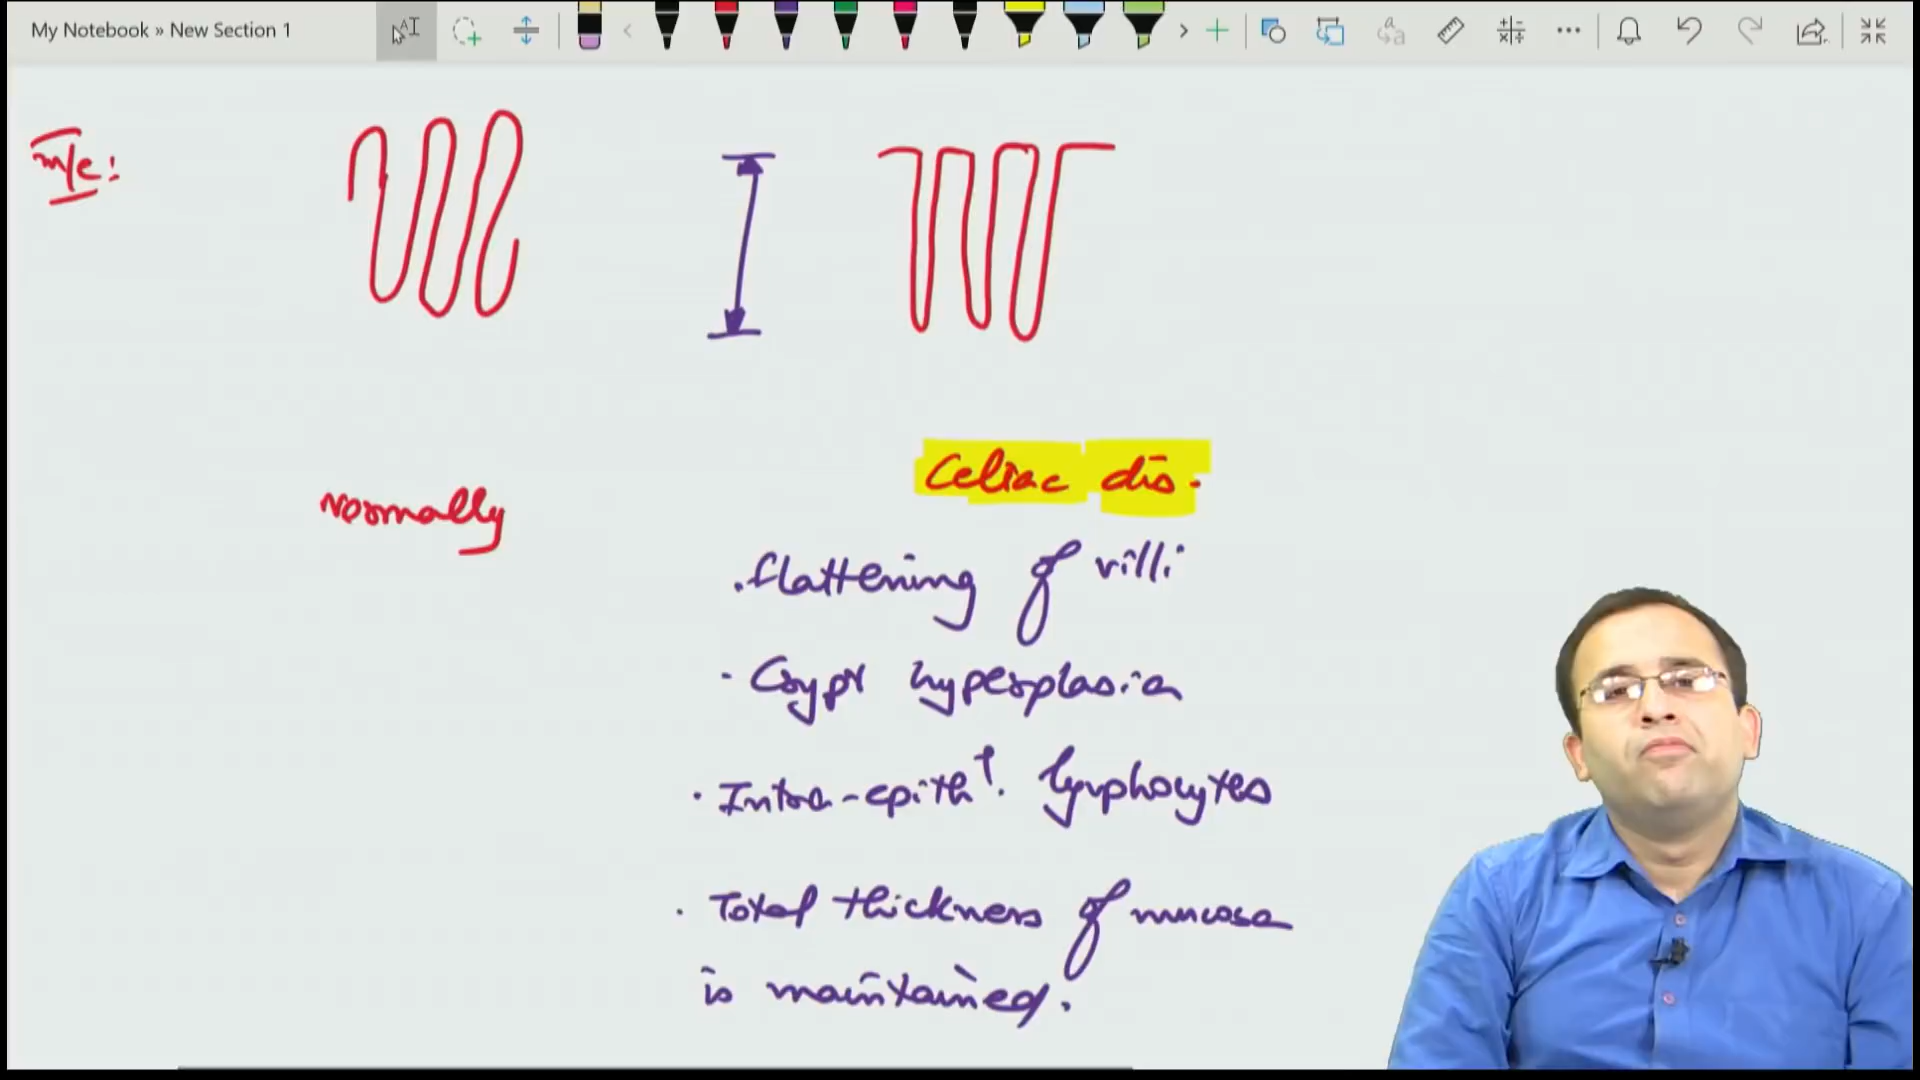 My Notebook » New Section 1
m/e:
normally
Celiac dis.
. flattening of villi
- Crypt hyperplasia
. Intra-epith↑. lymphocytes
. Total thickness of mucosa
is maintained.